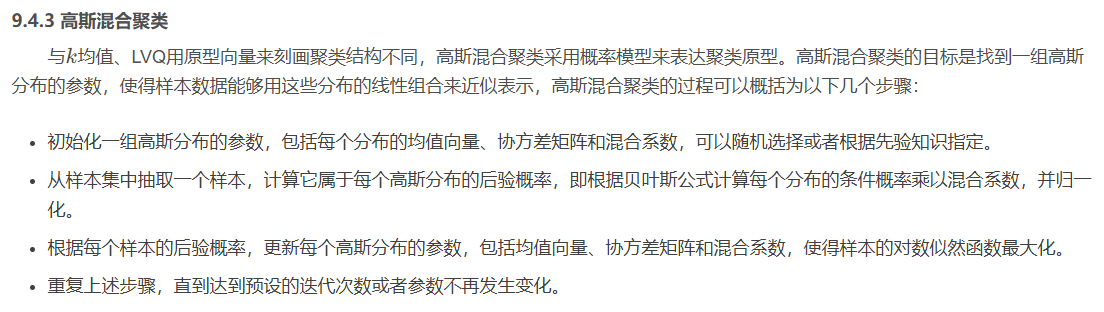 9.4.3 高斯混合聚类
与k均值、LVQ用原型向量来刻画聚类结构不同，高斯混合聚类采用概率模型来表达聚类原型。高斯混合聚类的目标是找到一组高斯
分布的参数，使得样本数据能够用这些分布的线性组合来近似表示，高斯混合聚类的过程可以概括为以下几个步骤：
• 初始化一组高斯分布的参数，包括每个分布的均值向量、协方差矩阵和混合系数，可以随机选择或者根据先验知识指定。
• 从样本集中抽取一个样本，计算它属于每个高斯分布的后验概率，即根据贝叶斯公式计算每个分布的条件概率乘以混合系数，并归一
化。
• 根据每个样本的后验概率，更新每个高斯分布的参数，包括均值向量、协方差矩阵和混合系数，使得样本的对数似然函数最大化。
• 重复上述步骤，直到达到预设的迭代次数或者参数不再发生变化。